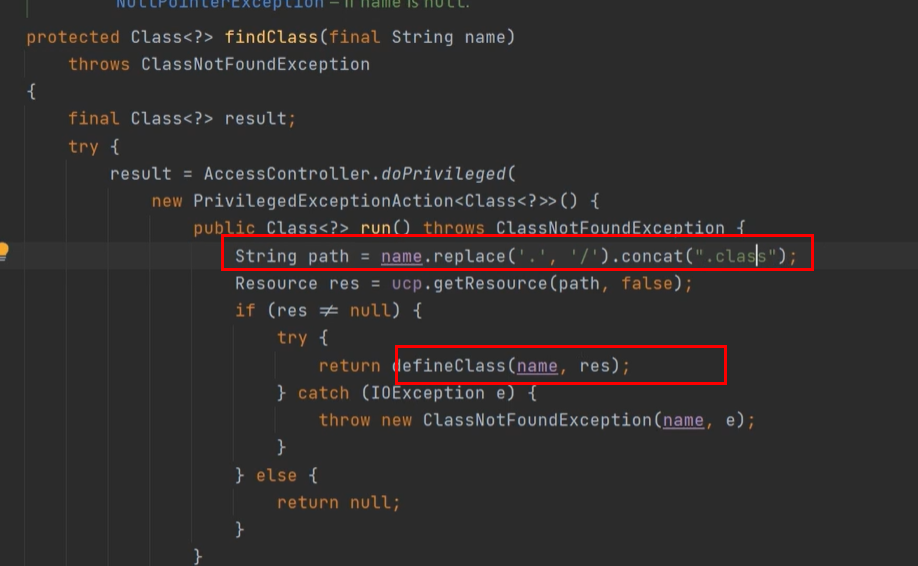 NullPointerException – if name is null.
protected Class<?> findClass(final String name)
throws ClassNotFoundException
{
final Class<?> result;
try {
result = AccessController.doPrivileged(
new PrivilegedExceptionAction<Class<?>>() {
public Class<?> run() throws ClassNotFoundException {
String path = name.replace('.', '/').concat(".class");
Resource res = ucp.getResource(path, false);
if (res ≠ null) {
try {
return defineClass(name, res);
} catch (IOException e) {
throw new ClassNotFoundException(name, e);
}
} else {
return null;
}
}